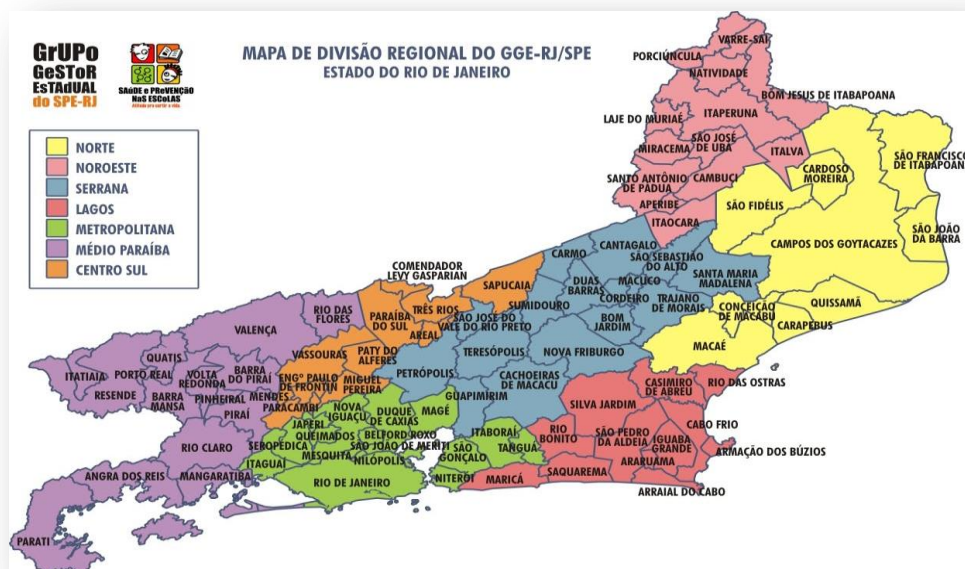 GrUPo
GeSToR
EsTAdUAL
do SPE-RJ
SAúDE e PReVENÇÃO
NaS ESCoLAS
MAPA DE DIVISÃO REGIONAL DO GGE-RJ/SPE
ESTADO DO RIO DE JANEIRO
NORTE
NOROESTE
SERRANA
LAGOS
METROPOLITANA
MÉDIO PARAÍBA
CENTRO SUL
VARRE-SAI
PORCIÚNCULA
NATIVIDADE
BOM JESUS DE ITABAPOANA
LAJE DO MURIAÉ
ITAPERUNA
MIRACEMA
SÃO JOSÉ
DE UBÁ
ITALVA
SANTO ANTÔNIO
DE PÁDUA
CAMBUCI
APERIBE
ITAOCARA
CARDOSO
MOREIRA
SÃO FRANCISCO
DE ITABAPOANA
SÃO FIDÉLIS
SÃO JOÃO
DA BARRA
CAMPOS DOS GOYTACAZES
QUISSAMÃ
CONCEIÇÃO
DE MACABU
CARAPEBUS
MACAÉ
CARMO
CANTAGALO
SÃO SEBASTIÃO
DO ALTO
SANTA MARIA
MADALENA
DUAS
BARRAS
MACUCO
CORDEIRO
TRAJANO
DE MORAIS
SUMIDOURO
BOM
JARDIM
SÃO JOSÉ DO
VALE DO RIO PRETO
TERESÓPOLIS
NOVA FRIBURGO
PETRÓPOLIS
CACHOEIRAS
DE MACACU
GUAPIMIRIM
COMENDADOR
LEVY GASPARIAN
SAPUCAIA
TRÊS RIOS
PARAÍBA
DO SUL
AREAL
VASSOURAS
PATY DO
ALFERES
ENGº PAULO
DE FRONTIN
MIGUEL
PEREIRA
MENDES
PARACAMBI
RIO DAS
FLORES
VALENÇA
QUATIS
ITATIAIA
PORTO REAL
VOLTA
REDONDA
BARRA
DO PIRAÍ
RESENDE
BARRA
MANSA
PINHEIRAL
PIRAÍ
RIO CLARO
ANGRA DOS REIS
MANGARATIBA
PARATI
JAPERI
NOVA
IGUAÇU
DUQUE
DE CAXIAS
MAGÉ
SEROPÉDICA
QUEIMADOS
BELFORD ROXO
SÃO JOÃO DE MERITI
MESQUITA
NILÓPOLIS
ITAGUAÍ
RIO DE JANEIRO
ITABORAÍ
SÃO
GONÇALO
TANGUÁ
NITERÓI
CASIMIRO
DE ABREU
RIO DAS OSTRAS
SILVA JARDIM
RIO
BONITO
SÃO PEDRO
DA ALDEIA
CABO FRIO
IGUABA
GRANDE
ARMAÇÃO DOS BÚZIOS
ARARUAMA
SAQUAREMA
MARICÁ
ARRAIAL DO CABO